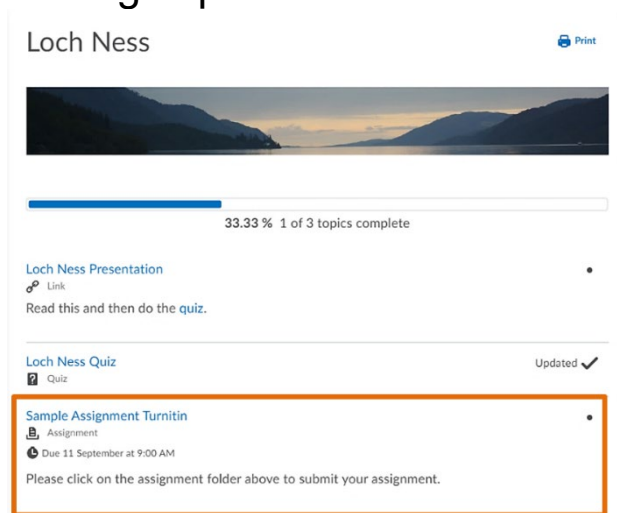 Loch Ness
Print
33.33 % 1 of 3 topics complete
Loch Ness Presentation
Link
Read this and then do the quiz.
Loch Ness Quiz
Updated
Quiz
Sample Assignment Turnitin
Assignment
Due 11 September at 9:00 AM
Please click on the assignment folder above to submit your assignment.